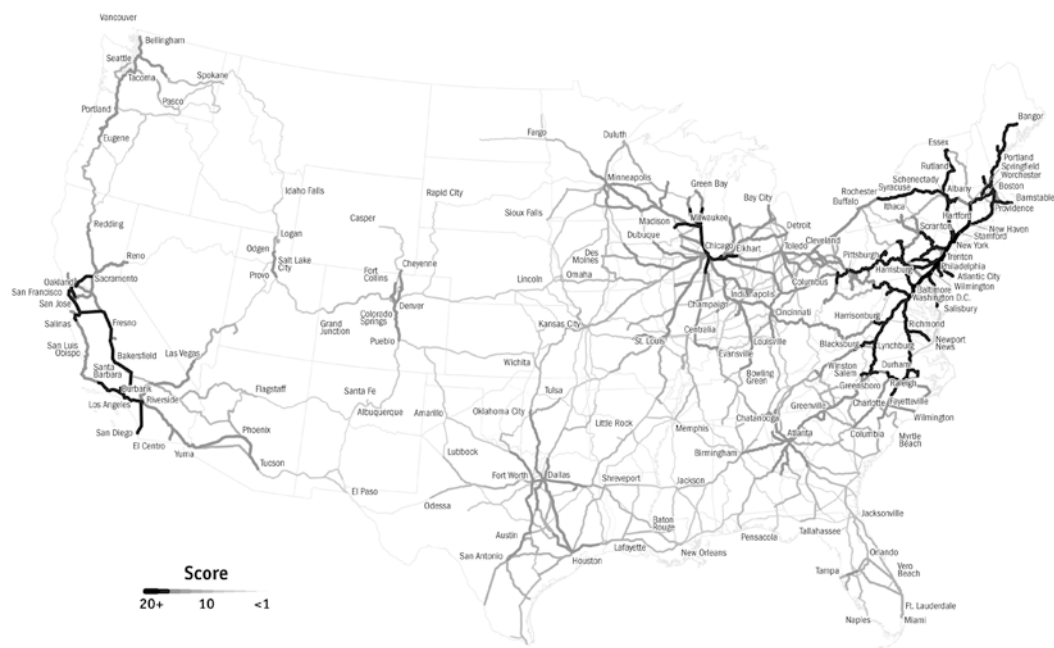 Vancouver
Bellingham
Seattle
Tacoma
Spokane
Pasco
Portland
Eugene
Redding
Reno
Oakland
Sacramento
San Francisco
San Jose
Salinas
Fresno
San Luis
Obispo
Bakersfield
Las Vegas
Santa
Barbara
Burbank
Los Angeles
Riverside
San Diego
El Centro
Yuma
Phoenix
Flagstaff
Tucson
Idaho Falls
Logan
Odgen
Salt Lake
City
Provo
Casper
Rapid City
Cheyenne
Fort
Collins
Denver
Grand
Junction
Colorado
Springs
Pueblo
Santa Fe
Albuquerque
El Paso
Amarillo
Lubbock
Odessa
Fargo
Duluth
Minneapolis
Sioux Falls
Green Bay
Madison
Milwaukee
Dubuque
Des
Moines
Omaha
Lincoln
Kansas City
Wichita
Tulsa
Oklahoma City
Fort Worth
Dallas
Austin
San Antonio
Houston
Little Rock
Shreveport
Memphis
Jackson
Baton
Rouge
Lafayette
New Orleans
Bay City
Detroit
Chicago
Elkhart
Toledo
Cleveland
Champaign
Indianapolis
Columbus
Cincinnati
St. Louis
Centralia
Evansville
Louisville
Bowling
Green
Chatanooga
Birmingham
Atlanta
Greenville
Columbia
Charlotte
Pensacola
Tallahassee
Jacksonville
Orlando
Tampa
Vero
Beach
Ft. Lauderdale
Naples
Miami
Bangor
Essex
Rutland
Portland
Springfield
Worchester
Boston
Barnstable
Providence
Schenectady
Rochester
Syracuse
Albany
Buffalo
Ithaca
Hartford
New Haven
Stamford
Scranton
New York
Pittsburgh
Harrisburg
Trenton
Philadelphia
Atlantic City
Wilmington
Baltimore
Washington D.C.
Salisbury
Harrisonburg
Richmond
Newport
News
Blacksburg
Lynchburg
Winston
Salem
Durham
Greensboro
Raleigh
Fayetteville
Wilmington
Myrtle
Beach
Score
20+ 10 <1